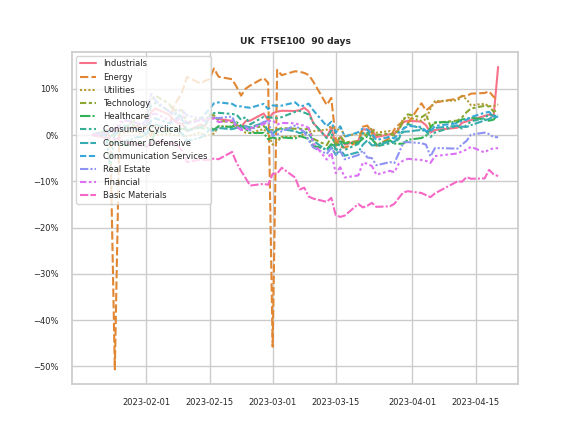 UK  FTSE100  90 days
Industrials
Energy
Utilities
Technology
Healthcare
Consumer Cyclical
Consumer Defensive
Communication Services
Real Estate
Financial
Basic Materials
10%
0%
−10%
−20%
−30%
−40%
−50%
2023-02-01
2023-02-15
2023-03-01
2023-03-15
2023-04-01
2023-04-15